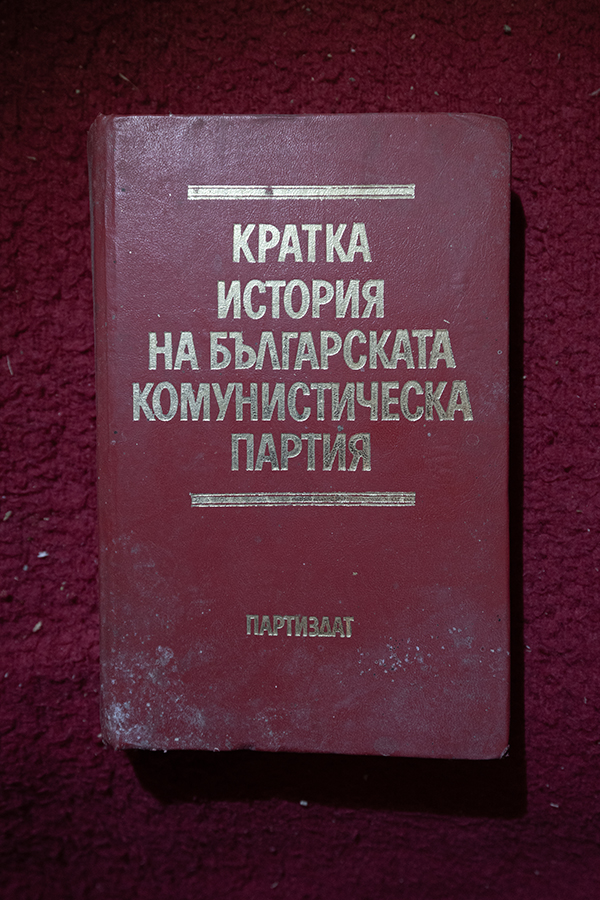 КРАТКА
ИСТОРИЯ
НА БЪЛГАРСКАТА
КОМУНИСТИЧЕСКА
ПАРТИЯ
ПАРТИЗДАТ